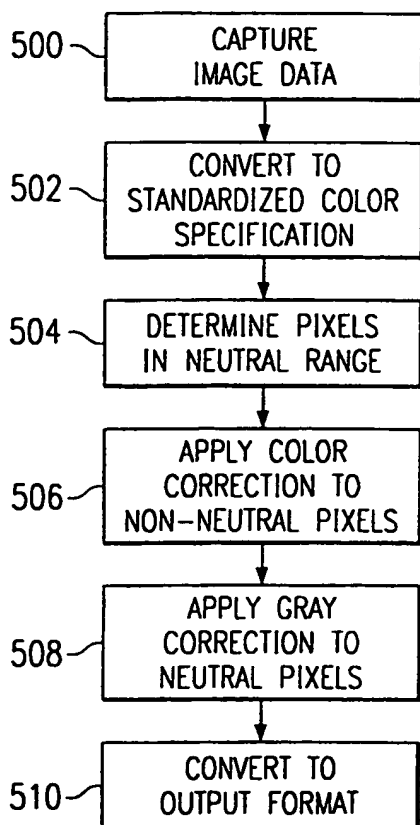 500
CAPTURE
IMAGE DATA
502
CONVERT TO
STANDARDIZED COLOR
SPECIFICATION
504
DETERMINE PIXELS
IN NEUTRAL RANGE
506
APPLY COLOR
CORRECTION TO
NON-NEUTRAL PIXELS
508
APPLY GRAY
CORRECTION TO
NEUTRAL PIXELS
510
CONVERT TO
OUTPUT FORMAT